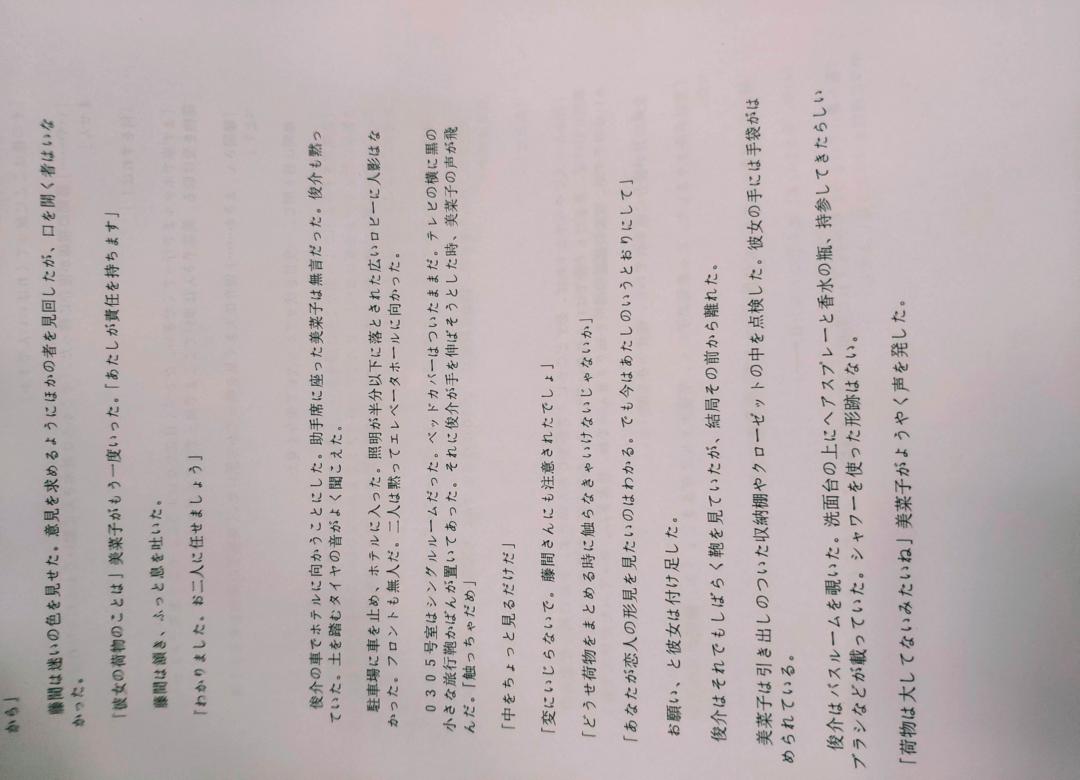 から」
藤間は迷いの色を見せた。意見を求めるようにほかの者を見回したが、口を開く者はいな
かった。
「彼女の荷物のことは」美菜子がもう一度いった。「あたしが責任を持ちます」
藤間は頷き、ふっと息を吐いた。
「わかりました。お二人に任せましょう」
俊介の車でホテルに向かうことにした。助手席に座った美菜子は無言だった。俊介も黙っ
ていた。土を踏むタイヤの音がよく聞こえた。
駐車場に車を止め、ホテルに入った。照明が半分以下に落とされた広いロビーに人影はな
かった。フロントも無人だ。二人は黙ってエレベータホールに向かった。
0305号室はシングルルームだった。ベッドカバーはついたままだ。テレビの横に黒の
小さな旅行鞄かばんが置いてあった。それに俊介が手を伸ばそうとした時、美菜子の声が飛
んだ。「触っちゃだめ」
「中をちょっと見るだけだ」
「変にいじらないで。藤間さんにも注意されたでしょ」
「どうせ荷物をまとめる時に触らなきゃいけないじゃないか」
「あなたが恋人の形見を見たいのはわかる。でも今はあたしのいうとおりにして」
お願い、と彼女は付け足した。
俊介はそれでもしばらく鞄を見ていたが、結局その前から離れた。
美菜子は引き出しのついた収納棚やクローゼットの中を点検した。彼女の手には手袋がは
められている。
俊介はバスルームを覗いた。洗面台の上にヘアスプレーと香水の瓶、持参してきたらしい
ブラシなどが載っていた。シャワーを使った形跡はない。
「荷物は大してないみたいね」美菜子がようやく声を発した。